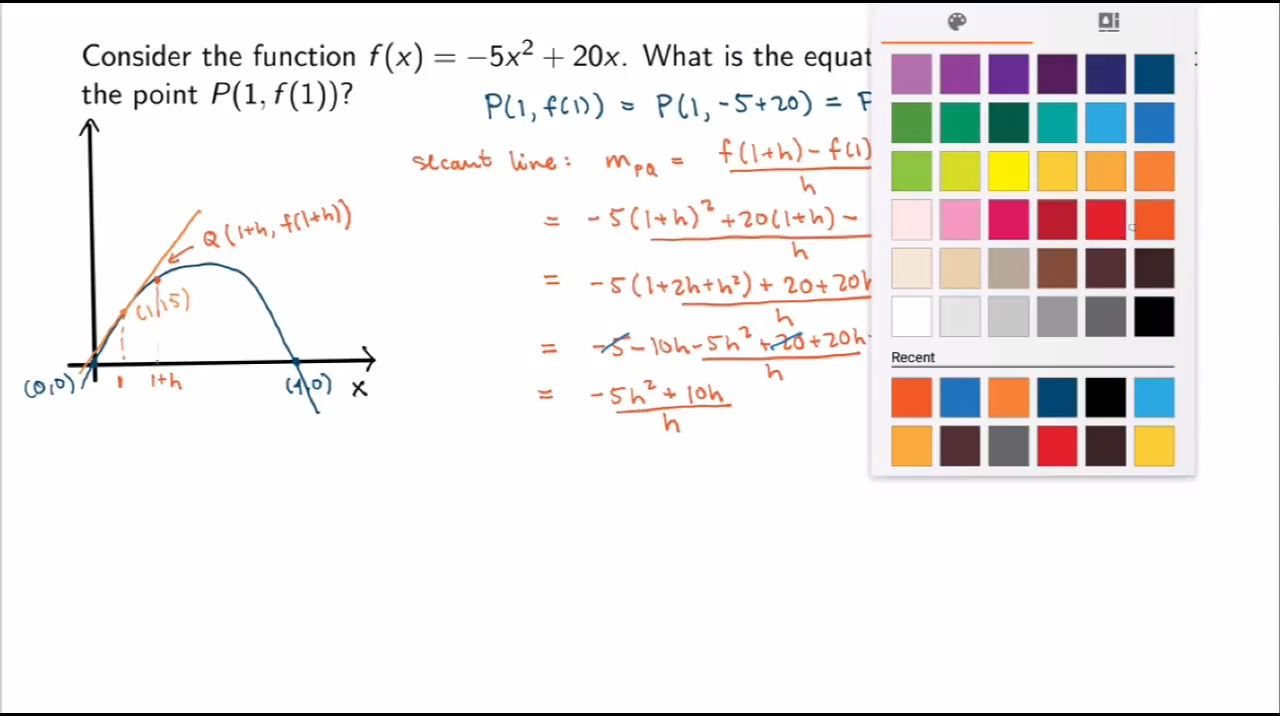 Consider the function f(x) = −5x² + 20x. What is the equat
the point P(1, f(1))?
P(1, f(1)) = P(1, -5+20) = P
secant line: m_PQ = f(1+h) - f(1)
h
= -5(1+h)² + 20(1+h) -
h
= -5(1+2h+h²) + 20+20h
h
= -5 -10h -5h² +20 +20h
h
= -5h² + 10h
h
Q(1+h, f(1+h))
(1,15)
(0,0)
1
1+h
(4,0)
x
Recent